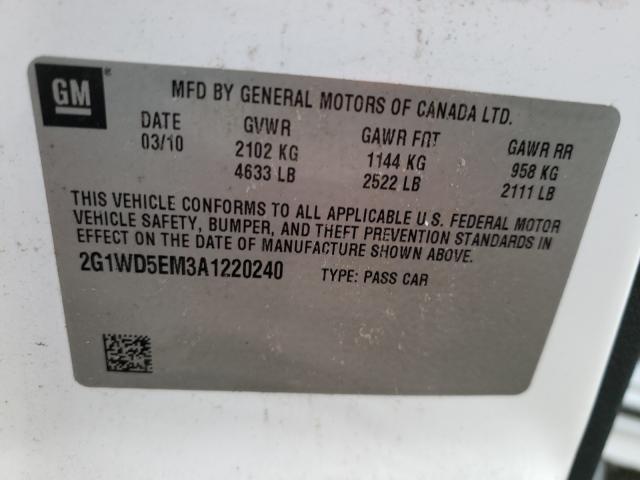 GM ®
MFD BY GENERAL MOTORS OF CANADA LTD.
DATE GVWR GAWR FRT GAWR RR
03/10 2102 KG 1144 KG 958 KG
4633 LB 2522 LB 2111 LB
THIS VEHICLE CONFORMS TO ALL APPLICABLE U.S. FEDERAL MOTOR
VEHICLE SAFETY, BUMPER, AND THEFT PREVENTION STANDARDS IN
EFFECT ON THE DATE OF MANUFACTURE SHOWN ABOVE.
2G1WD5EM3A1220240 TYPE: PASS CAR